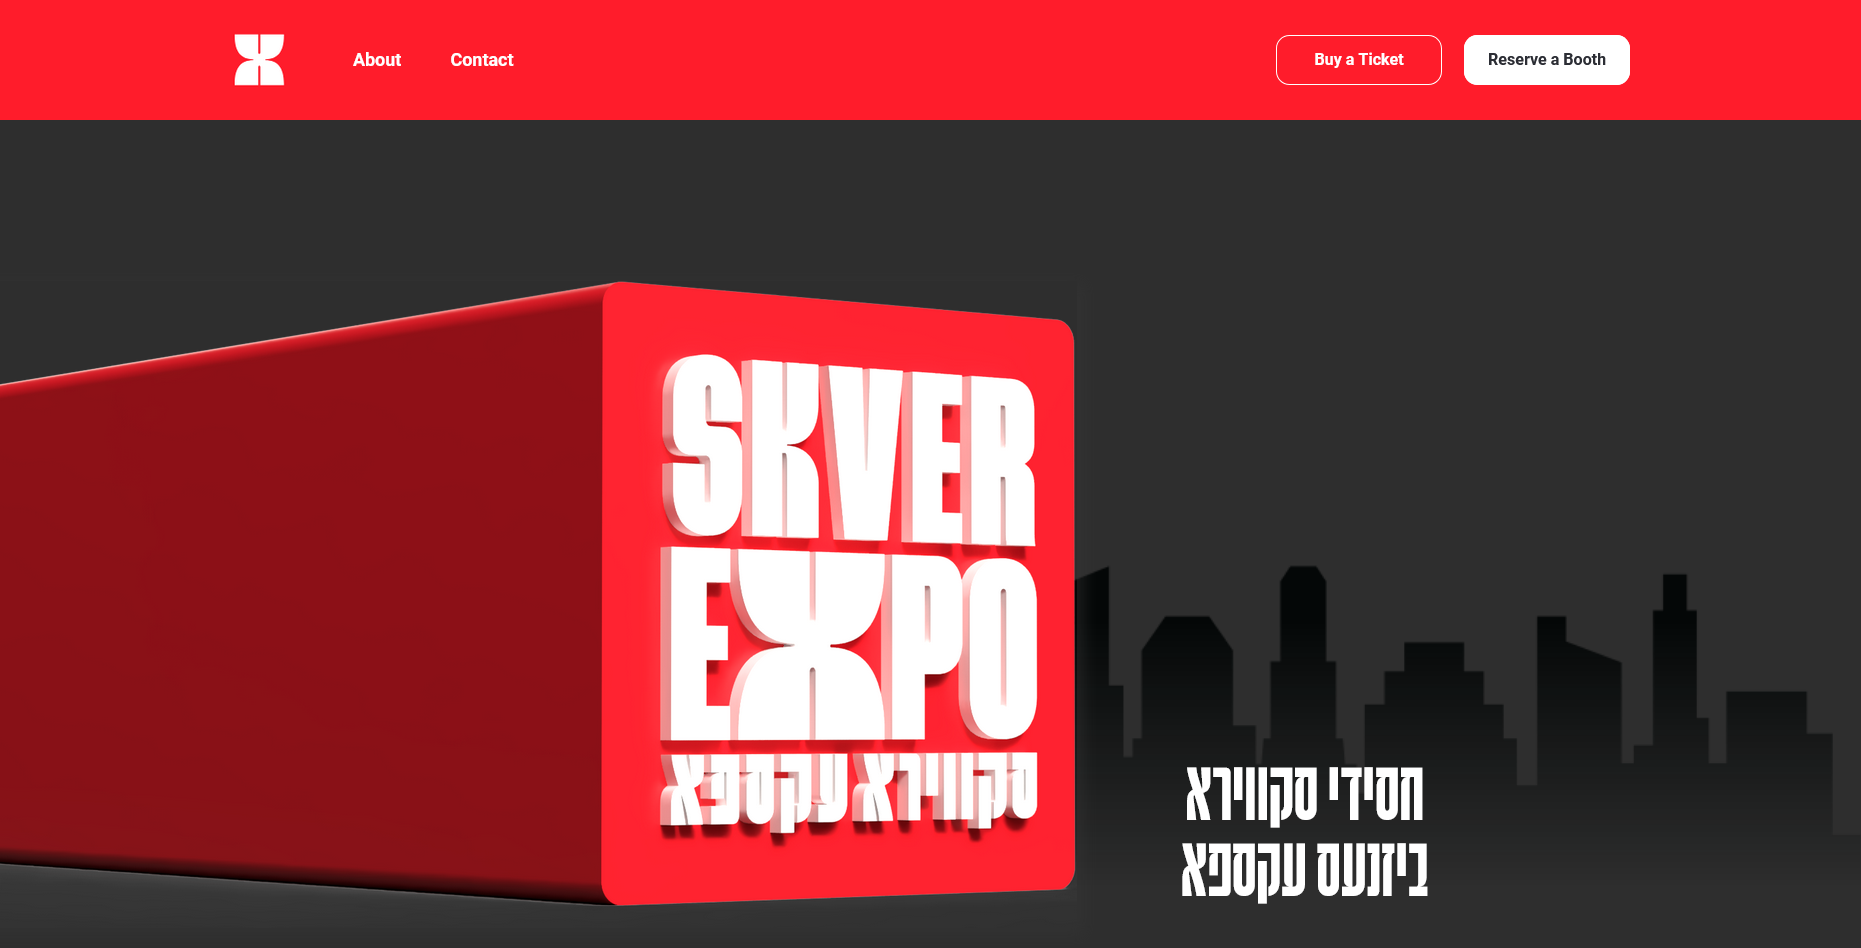 About
Contact
Buy a Ticket
Reserve a Booth
SKVER
EXPO
סקווירא עקספא
חסידי סקווירא
ביזנעס עקספא